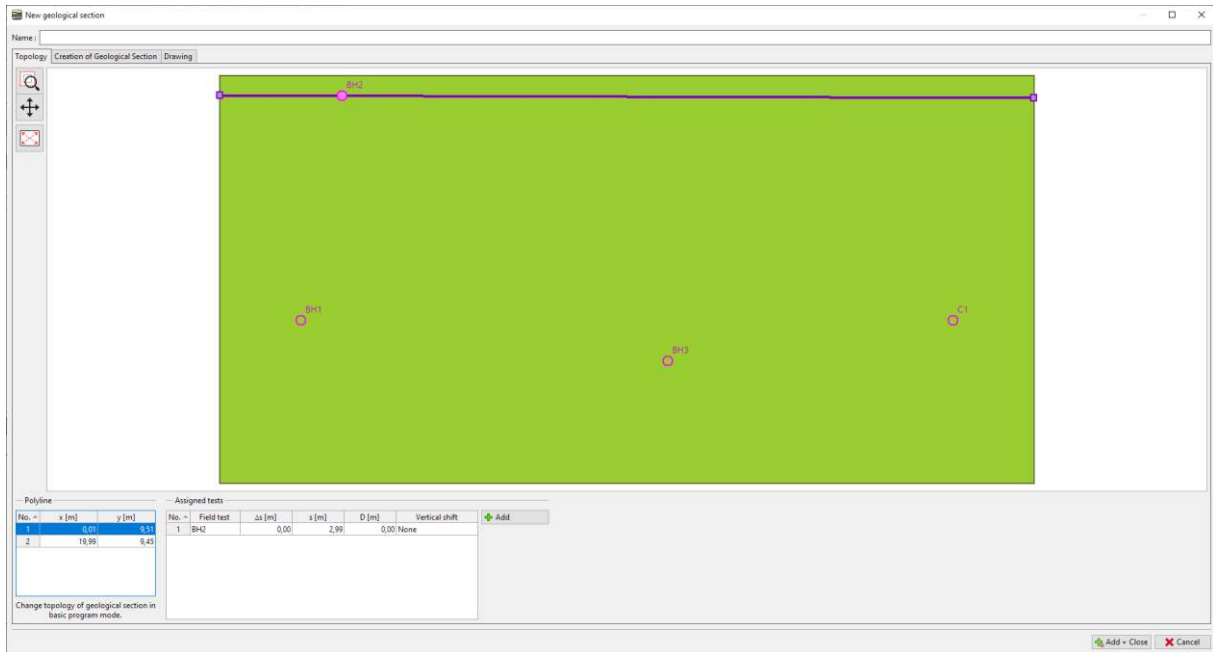 New geological section
Name :
Topology Creation of Geological Section Drawing
BH2
BH1
C1
BH3
Polyline
No. x [m] y [m]
1 0,01 9,51
2 19,99 9,45
Change topology of geological section in
basic program mode.
Assigned tests
No. Field test Δs [m] s [m] D [m] Vertical shift
1 BH2 0,00 2,99 0,00 None
Add
Add + Close Cancel